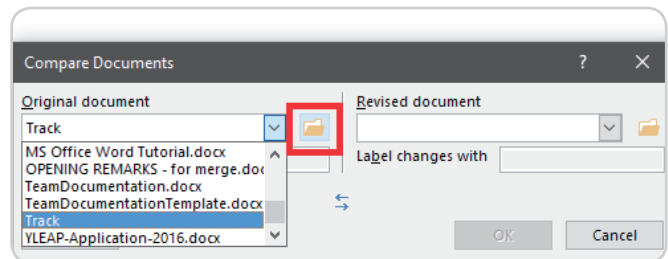 Compare Documents ? ×
Original document Revised document
Track
MS Office Word Tutorial.docx
OPENING REMARKS - for merge.doc Label changes with
TeamDocumentation.docx
TeamDocumentationTemplate.docx
Track
YLEAP-Application-2016.docx OK Cancel